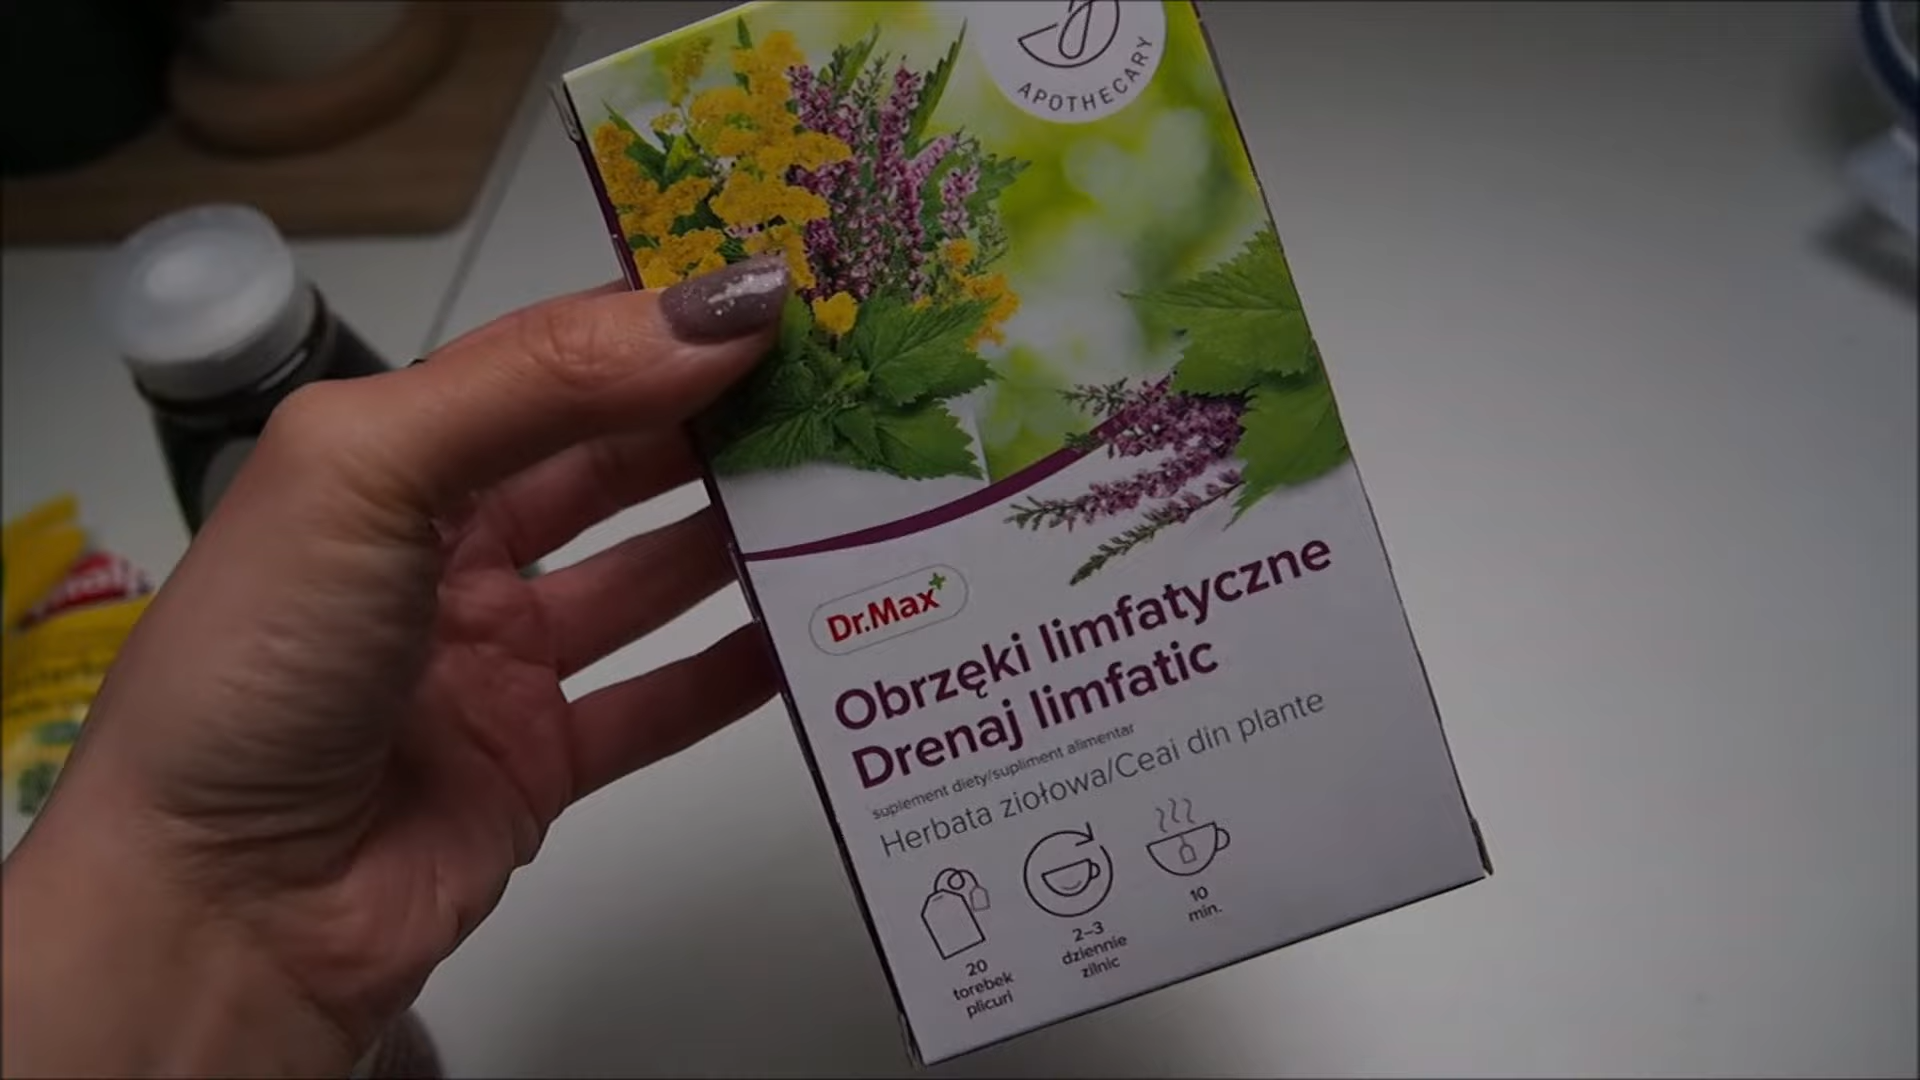 APOTHECARY
Dr.Max+
Obrzęki limfatyczne
Drenaj limfatic
suplement diety/supliment alimentar
Herbata ziołowa/Ceai din plante
20
torebek
plicuri
2–3
dziennie
zilnic
10
min.